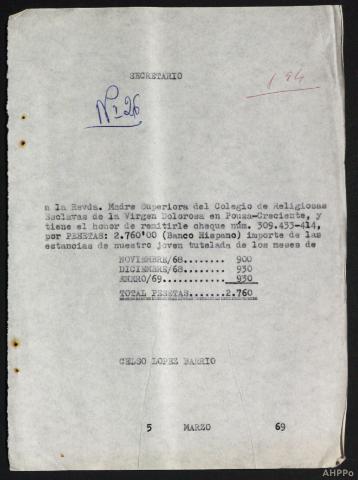 SECRETARIO
194
Nº 26
a la Revda. Madre Superiora del Colegio de Religiosas
Esclavas de la Virgen Dolorosa en Pouza-Creciente, y
tiene el honor de remitirle cheque núm. 309.433-414,
por PESETAS: 2.760'00 (Banco Hispano) importe de las
estancias de nuestro joven tutelada de los meses de
NOVIEMBRE/68........ 900
DICIEMBRE/68........ 930
ENERO/69............ 930
TOTAL PESETAS.......2.760
CELSO LOPEZ BARRIO
5 MARZO 69
AHPPo